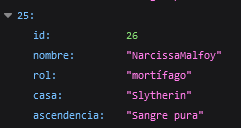 25:
id: 26
nombre: "NarcissaMalfoy"
rol: "mortífago"
casa: "Slytherin"
ascendencia: "Sangre pura"